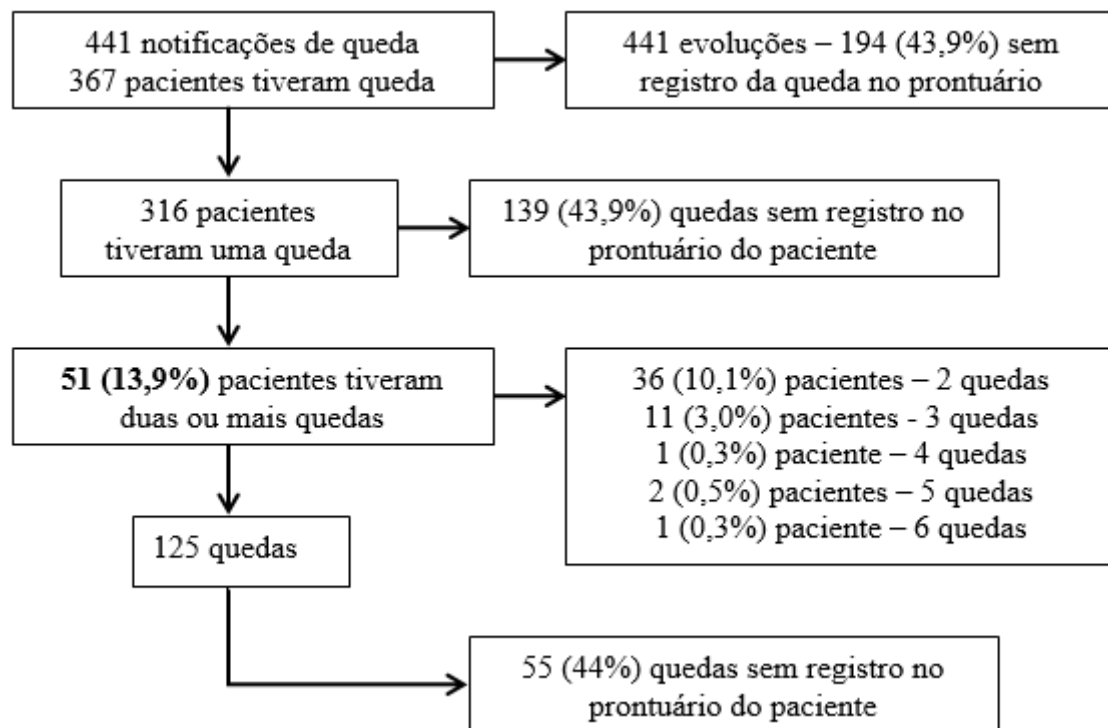 441 notificações de queda
367 pacientes tiveram queda
441 evoluções – 194 (43,9%) sem
registro da queda no prontuário
316 pacientes
tiveram uma queda
139 (43,9%) quedas sem registro no
prontuário do paciente
51 (13,9%) pacientes tiveram
duas ou mais quedas
36 (10,1%) pacientes – 2 quedas
11 (3,0%) pacientes - 3 quedas
1 (0,3%) paciente – 4 quedas
2 (0,5%) pacientes – 5 quedas
1 (0,3%) paciente – 6 quedas
125 quedas
55 (44%) quedas sem registro no
prontuário do paciente